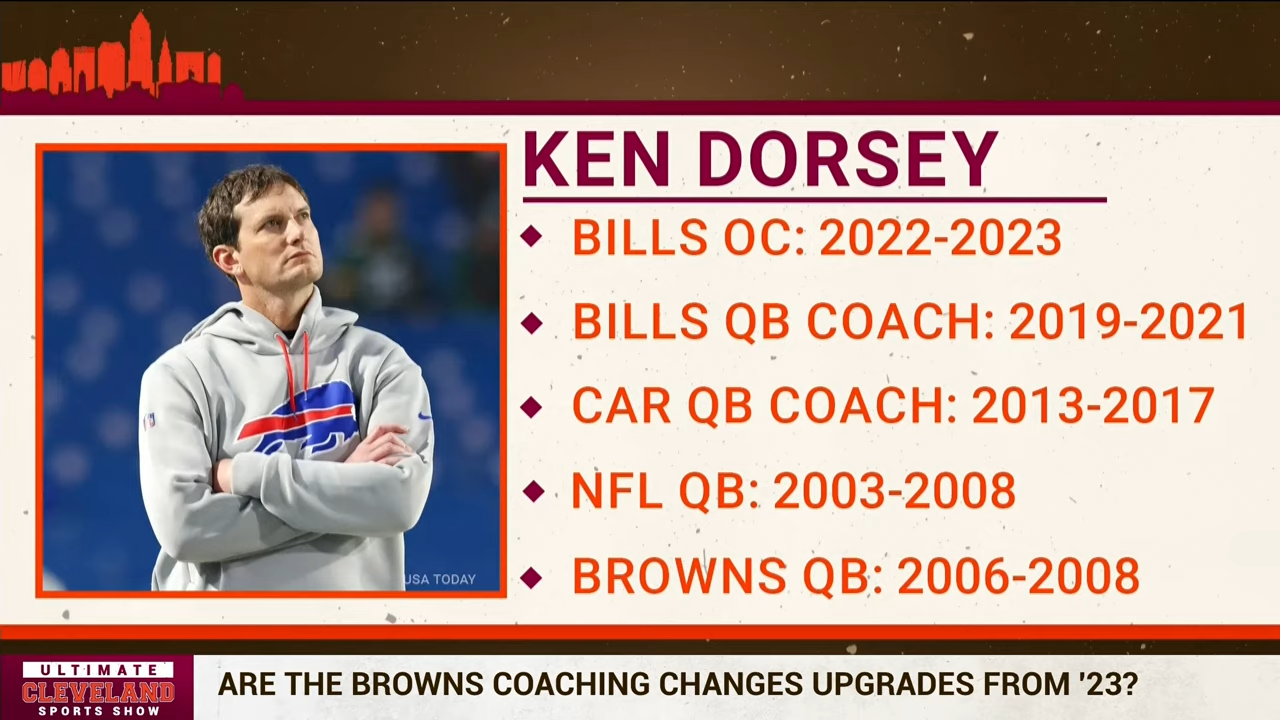 KEN DORSEY
BILLS OC: 2022-2023
BILLS QB COACH: 2019-2021
CAR QB COACH: 2013-2017
NFL QB: 2003-2008
BROWNS QB: 2006-2008
USA TODAY
ULTIMATE
CLEVELAND
SPORTS SHOW
ARE THE BROWNS COACHING CHANGES UPGRADES FROM '23?